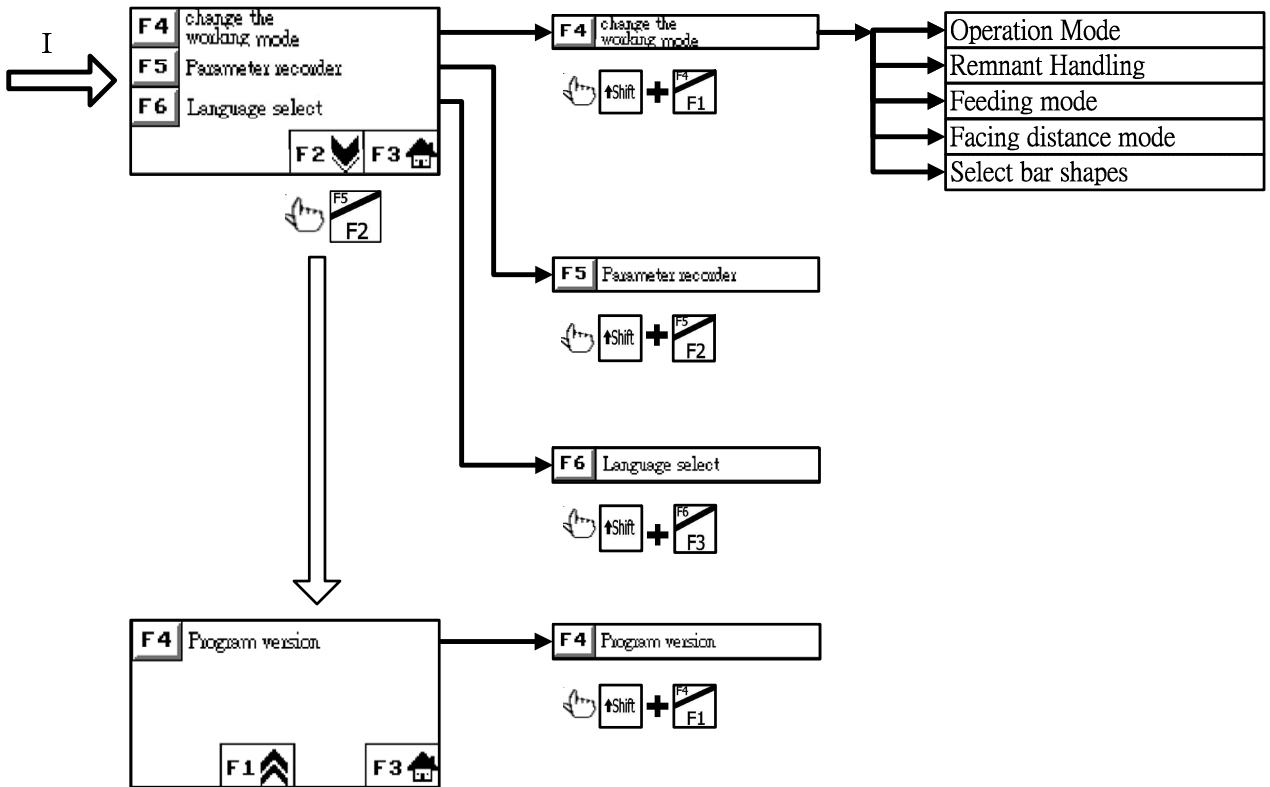 I
F4 change the
working mode
F5 Parameter recorder
F6 Language select
F2 F3
F5
F2
F4 change the
working mode
Shift + F4
F1
Operation Mode
Remnant Handling
Feeding mode
Facing distance mode
Select bar shapes
F5 Parameter recorder
Shift + F5
F2
F6 Language select
Shift + F6
F3
F4 Program version
F1 F3
F4 Program version
Shift + F4
F1